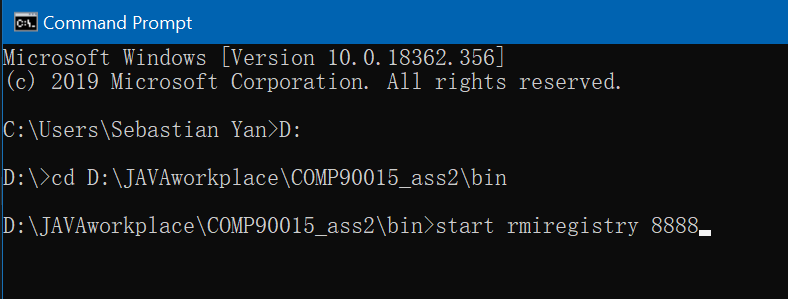 Command Prompt
Microsoft Windows [Version 10.0.18362.356]
(c) 2019 Microsoft Corporation. All rights reserved.
C:\Users\Sebastian Yan>D:
D:\>cd D:\JAVAworkplace\COMP90015_ass2\bin
D:\JAVAworkplace\COMP90015_ass2\bin>start rmiregistry 8888